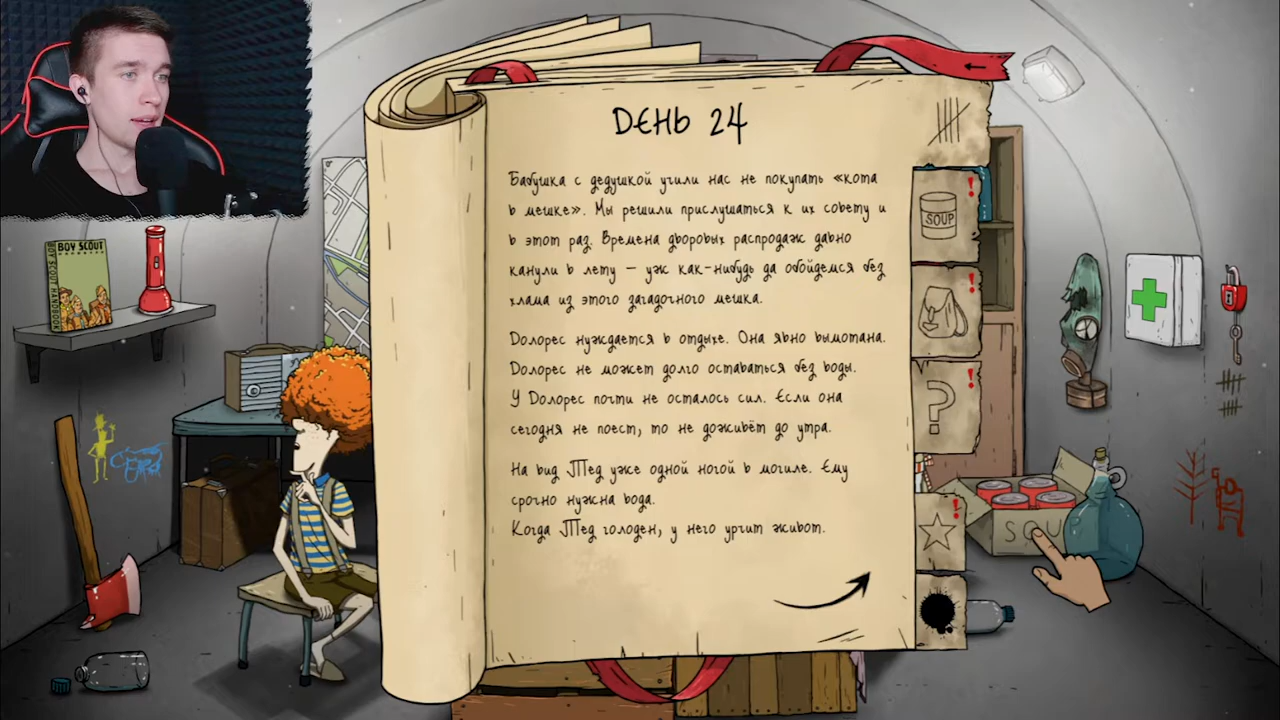 ДЕНЬ 24
Бабушка с дедушкой учили нас не покупать «кота
в мешке». Мы решили прислушаться к их совету и
в этот раз. Времена дворовых распродаж давно
канули в лету – уж как-нибудь да обойдемся без
хлама из этого загадочного мешка.
Долорес нуждается в отдыхе. Она явно вымотана.
Долорес не может долго оставаться без воды.
У Долорес почти не осталось сил. Если она
сегодня не поест, то не доживёт до утра.
На вид Тед уже одной ногой в могиле. Ему
срочно нужна вода.
Когда Тед голоден, у него урчит живот.
SOUP
?
BOY SCOUT
BOY SCOUT HANDBOOK
SOUP